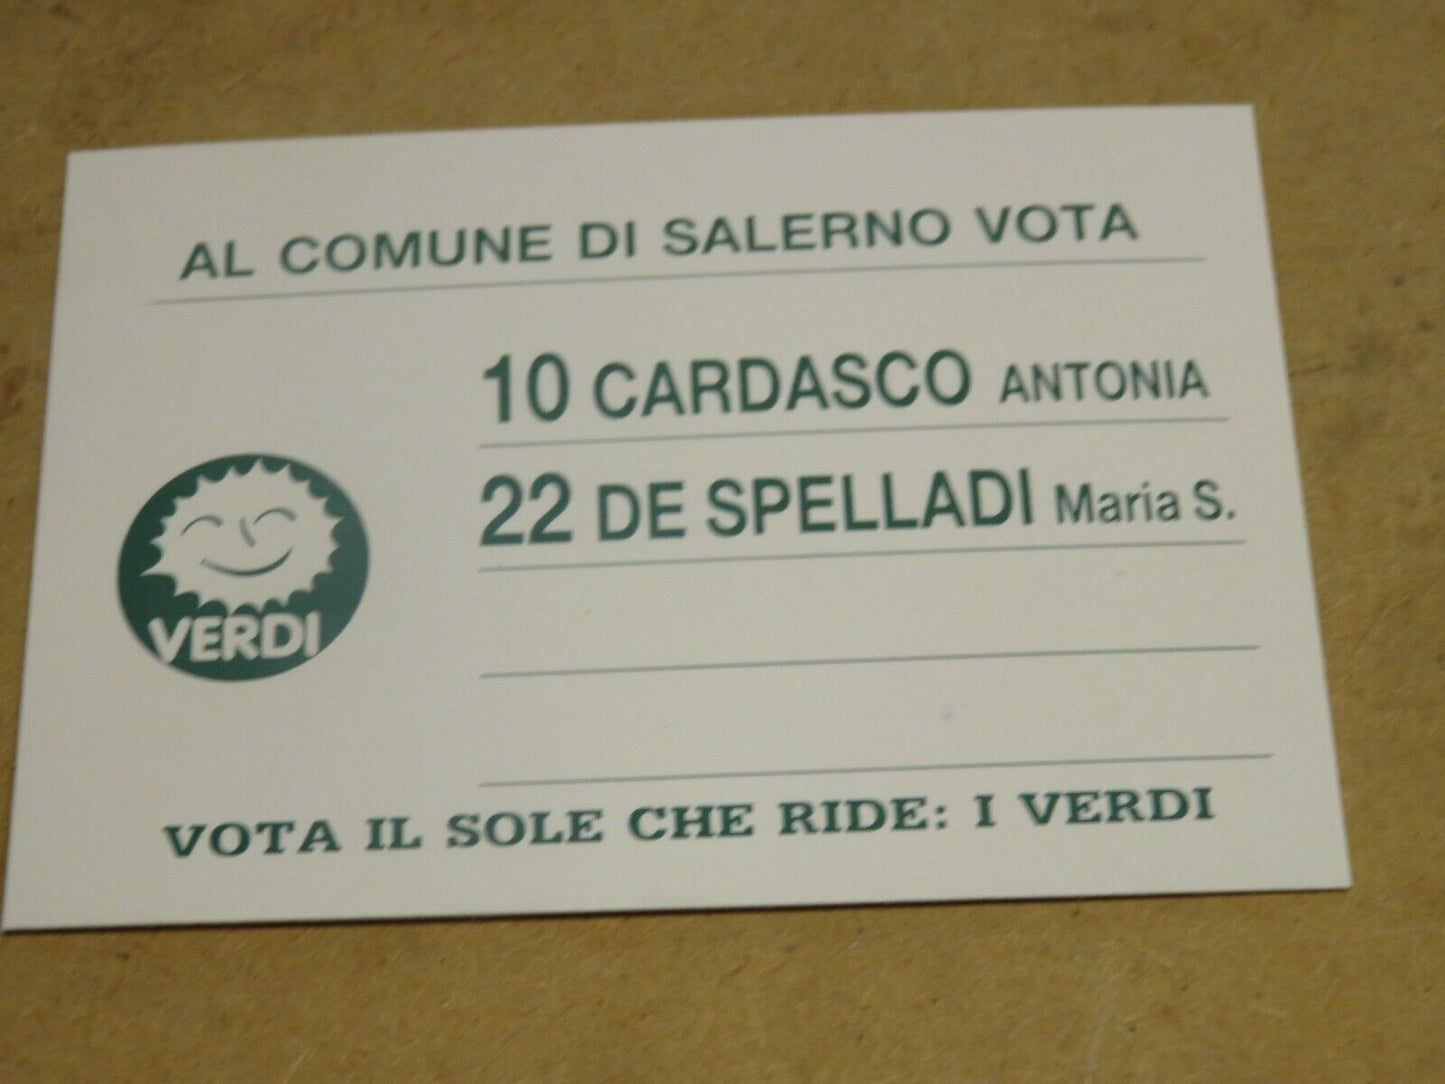 AL COMUNE DI SALERNO VOTA
10 CARDASCO ANTONIA
22 DE SPELLADI Maria S.
VERDI
VOTA IL SOLE CHE RIDE: I VERDI